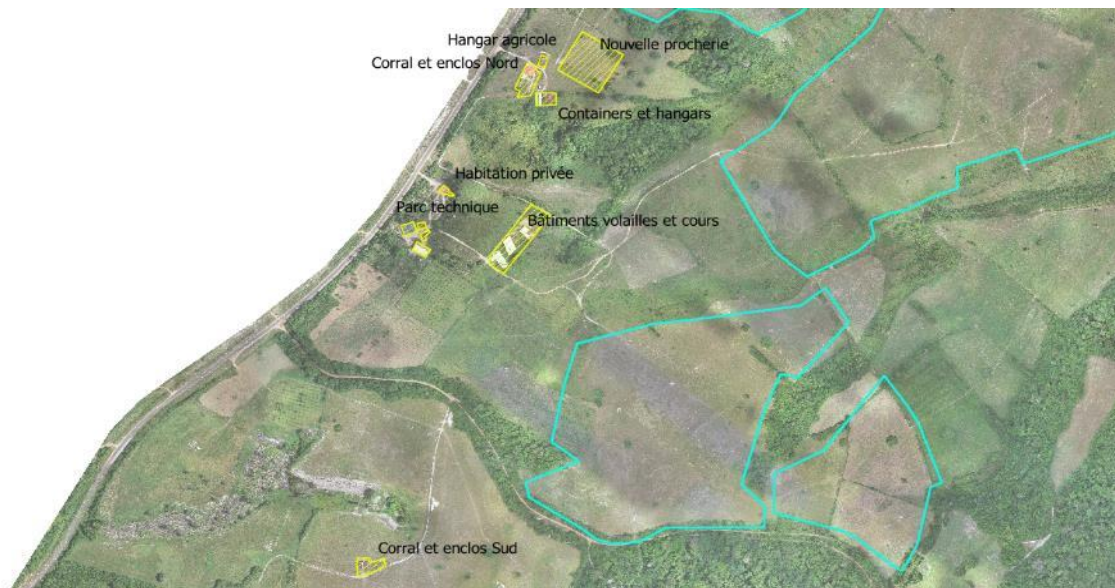 Hangar agricole
Nouvelle procherie
Corral et enclos Nord
Containers et hangars
Habitation privée
Parc technique
Bâtiments volailles et cours
Corral et enclos Sud